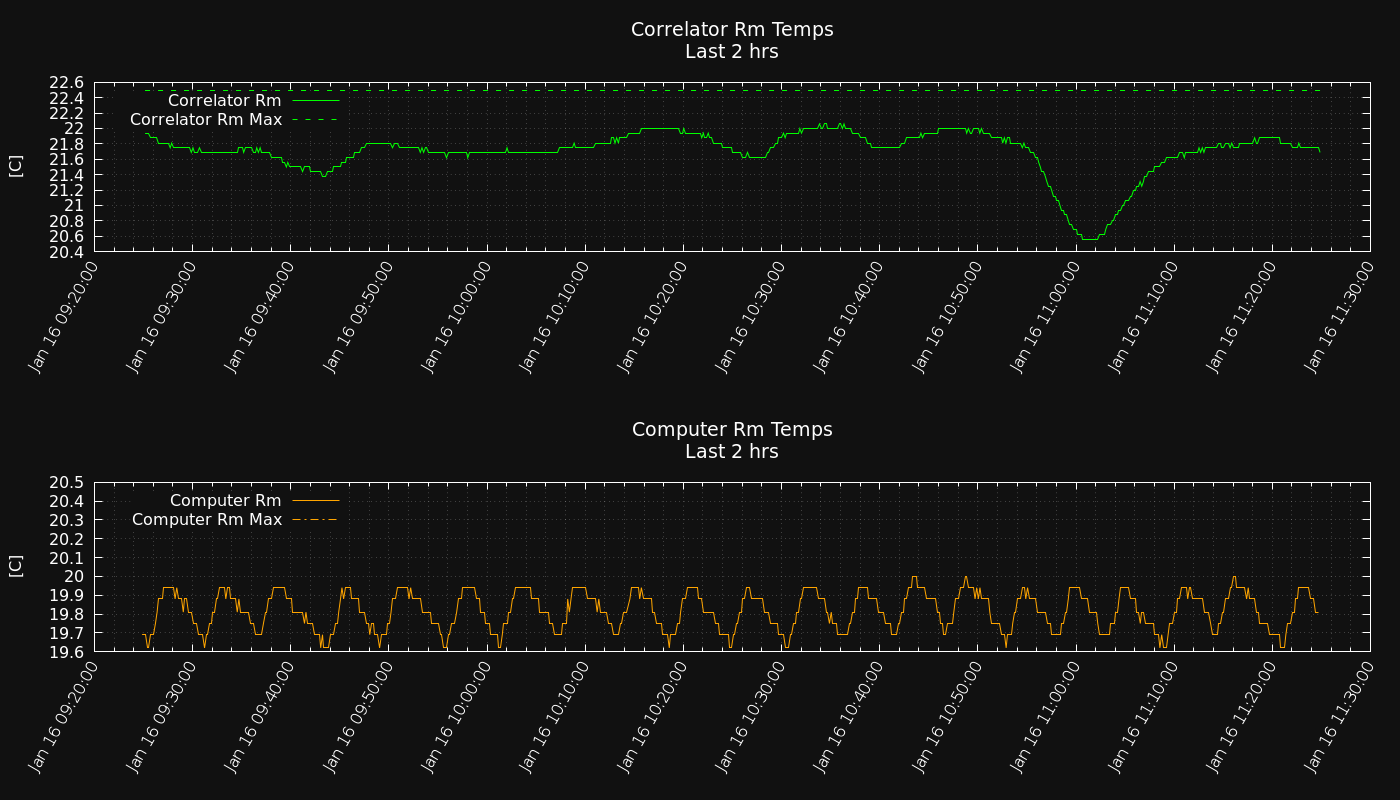 Correlator Rm Temps
Last 2 hrs
22.6
22.4
22.2
22
21.8
21.6
21.4
21.2
21
20.8
20.6
20.4
[C]
Correlator Rm
Correlator Rm Max
Jan 16 09:20:00
Jan 16 09:30:00
Jan 16 09:40:00
Jan 16 09:50:00
Jan 16 10:00:00
Jan 16 10:10:00
Jan 16 10:20:00
Jan 16 10:30:00
Jan 16 10:40:00
Jan 16 10:50:00
Jan 16 11:00:00
Jan 16 11:10:00
Jan 16 11:20:00
Jan 16 11:30:00
Computer Rm Temps
Last 2 hrs
20.5
20.4
20.3
20.2
20.1
20
19.9
19.8
19.7
19.6
[C]
Computer Rm
Computer Rm Max
Jan 16 09:20:00
Jan 16 09:30:00
Jan 16 09:40:00
Jan 16 09:50:00
Jan 16 10:00:00
Jan 16 10:10:00
Jan 16 10:20:00
Jan 16 10:30:00
Jan 16 10:40:00
Jan 16 10:50:00
Jan 16 11:00:00
Jan 16 11:10:00
Jan 16 11:20:00
Jan 16 11:30:00